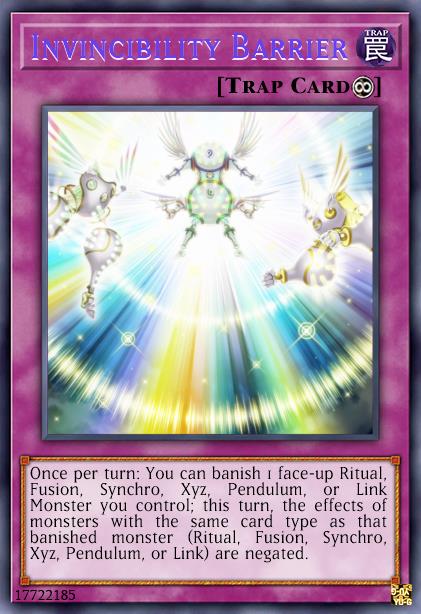 Invincibility Barrier
TRAP
罠
[Trap Card]
Once per turn: You can banish 1 face-up Ritual,
Fusion, Synchro, Xyz, Pendulum, or Link
Monster you control; this turn, the effects of
monsters with the same card type as that
banished monster (Ritual, Fusion, Synchro,
Xyz, Pendulum, or Link) are negated.
17722185